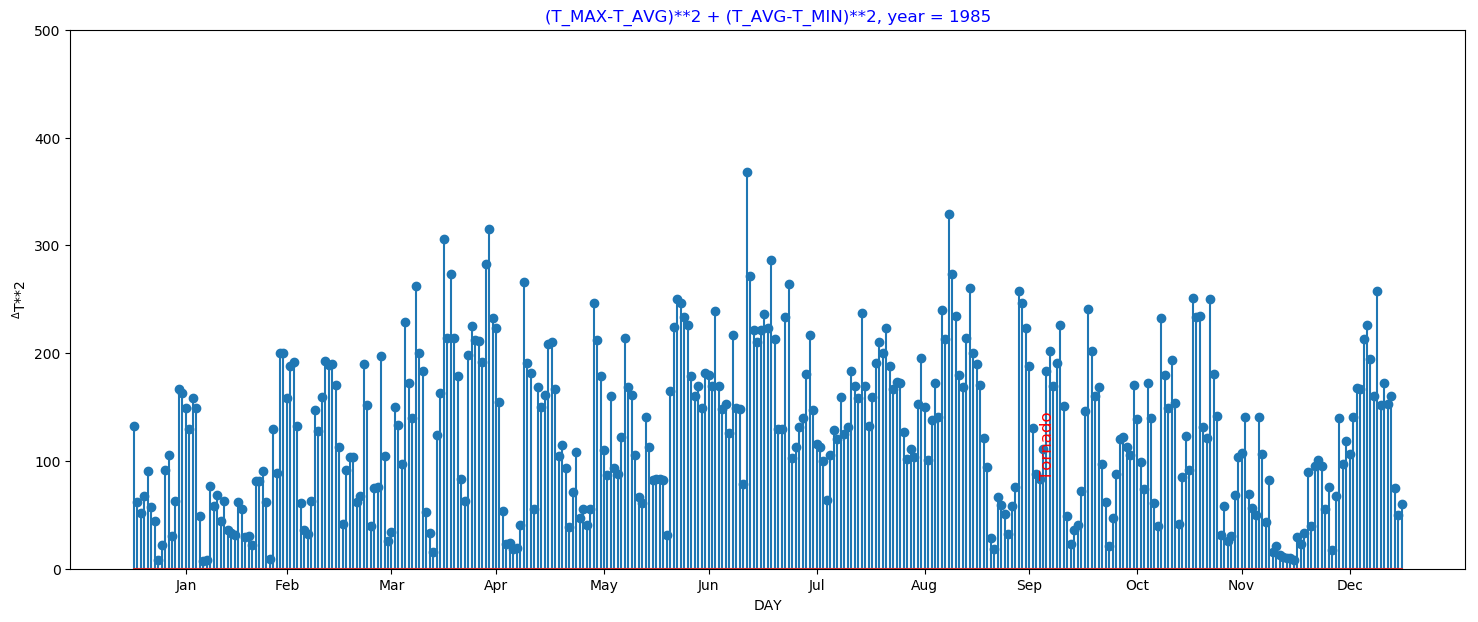 (T_MAX-T_AVG)**2 + (T_AVG-T_MIN)**2, year = 1985
500
400
300
200
100
0
ΔT**2
Tornado
Jan Feb Mar Apr May Jun Jul Aug Sep Oct Nov Dec
DAY